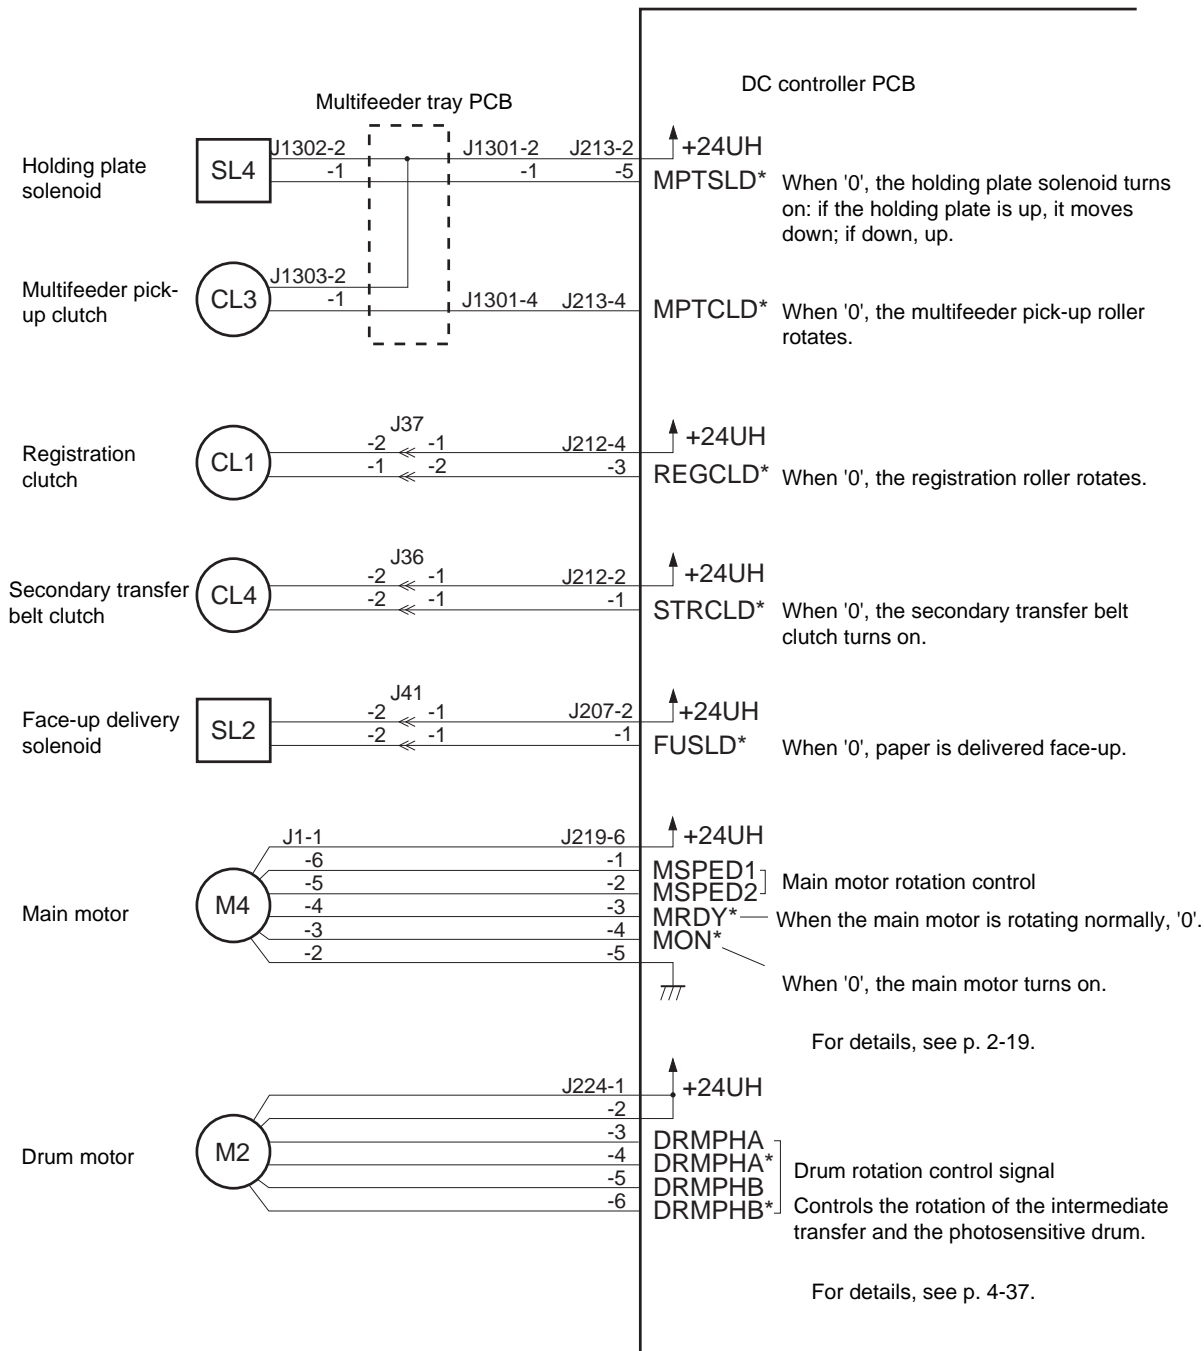 DC controller PCB
Multifeeder tray PCB
Holding plate
solenoid
SL4
J1302-2
J1301-2
J213-2
+24UH
-1
-1
-5
MPTSLD*
When '0', the holding plate solenoid turns
on: if the holding plate is up, it moves
down; if down, up.
Multifeeder pick-
up clutch
CL3
J1303-2
-1
J1301-4
J213-4
MPTCLD*
When '0', the multifeeder pick-up roller
rotates.
Registration
clutch
CL1
J37
-2
-1
J212-4
+24UH
-1
-2
-3
REGCLD*
When '0', the registration roller rotates.
Secondary transfer
belt clutch
CL4
J36
-2
-1
J212-2
+24UH
-2
-1
-1
STRCLD*
When '0', the secondary transfer belt
clutch turns on.
Face-up delivery
solenoid
SL2
J41
-2
-1
J207-2
+24UH
-2
-1
-1
FUSLD*
When '0', paper is delivered face-up.
Main motor
M4
J1-1
J219-6
+24UH
-6
-1
MSPED1
-5
-2
MSPED2
Main motor rotation control
-4
-3
MRDY*
When the main motor is rotating normally, '0'.
-3
-4
MON*
-2
-5
When '0', the main motor turns on.
For details, see p. 2-19.
Drum motor
M2
J224-1
+24UH
-2
-3
DRMPHA
-4
DRMPHA*
-5
DRMPHB
-6
DRMPHB*
Drum rotation control signal
Controls the rotation of the intermediate
transfer and the photosensitive drum.
For details, see p. 4-37.